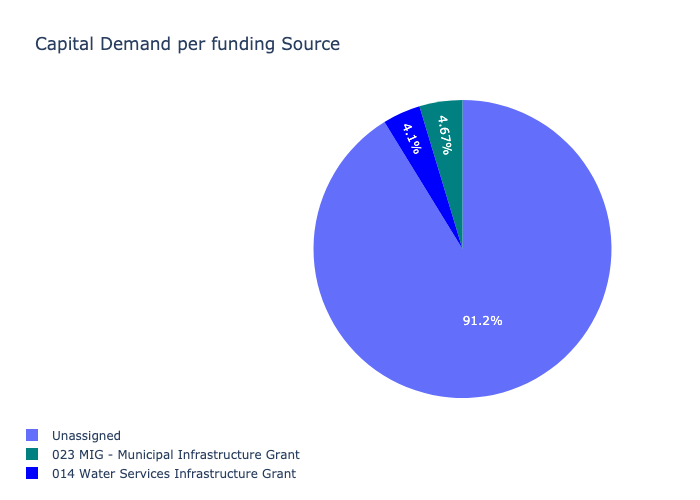 Capital Demand per funding Source
4.1%
4.67%
91.2%
Unassigned
023 MIG - Municipal Infrastructure Grant
014 Water Services Infrastructure Grant